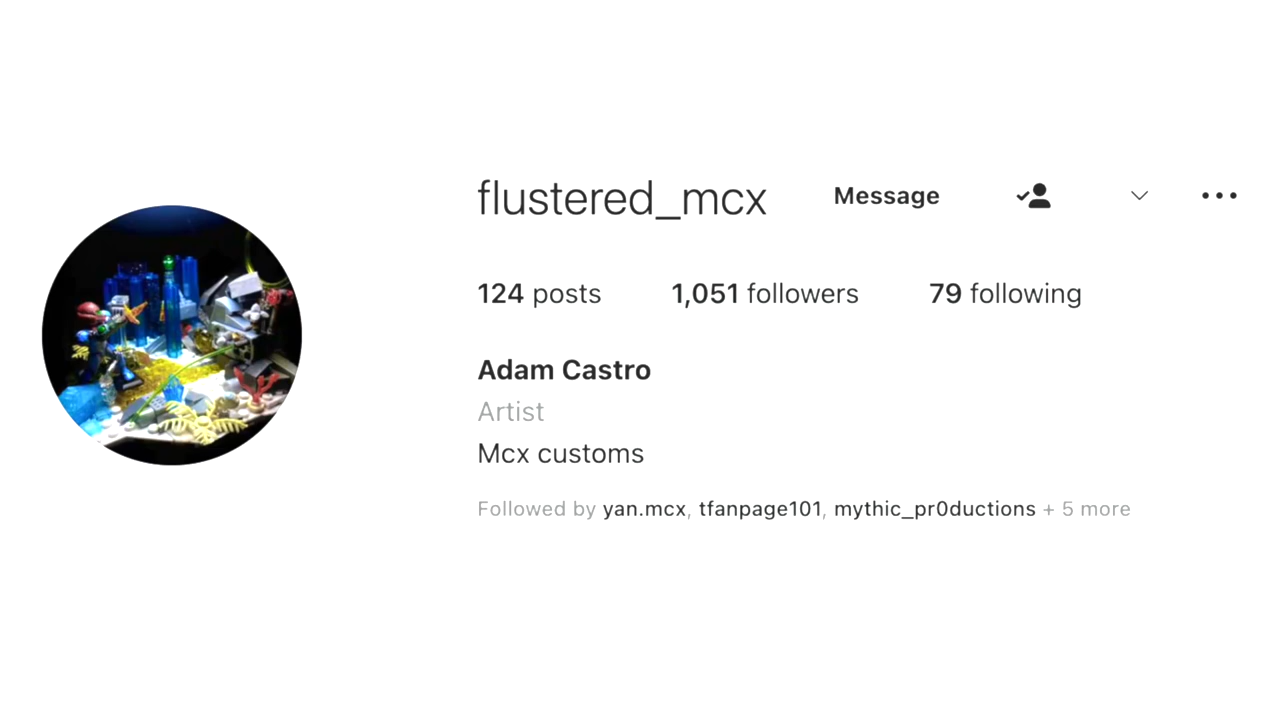 flustered_mcx Message
124 posts 1,051 followers 79 following
Adam Castro
Artist
Mcx customs
Followed by yan.mcx, tfanpage101, mythic_pr0ductions + 5 more